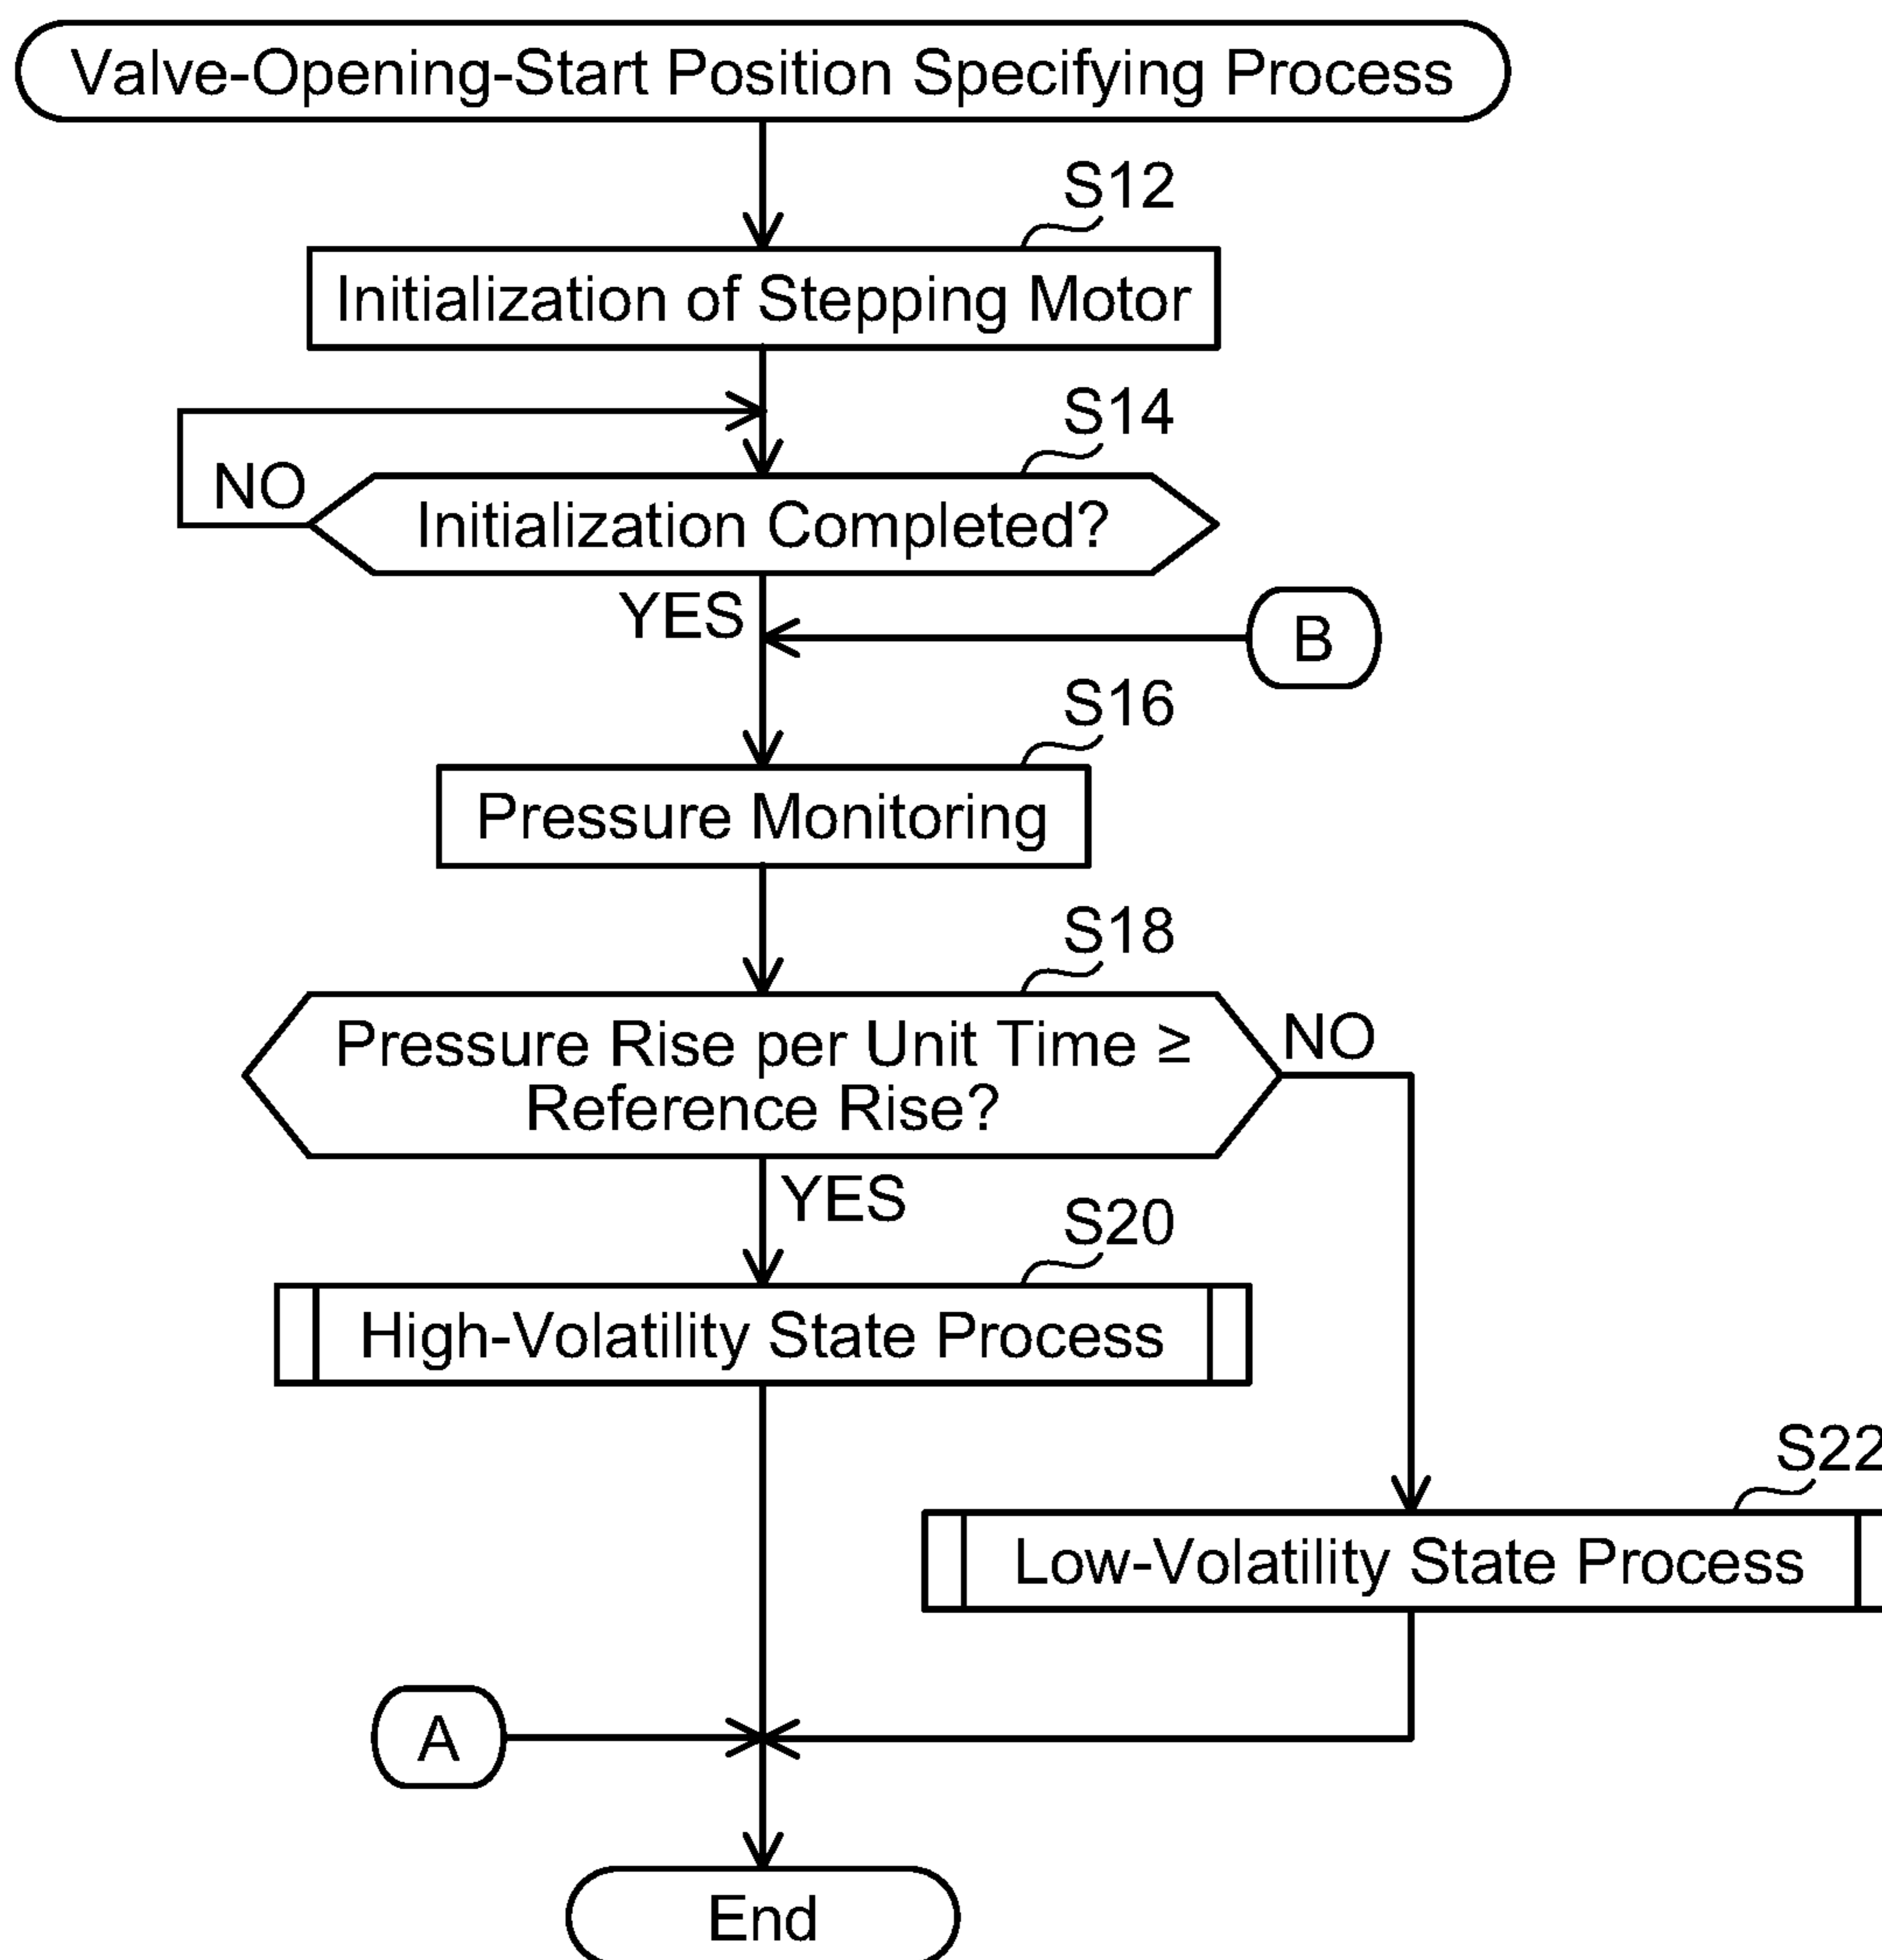 Valve-Opening-Start Position Specifying Process
S12
Initialization of Stepping Motor
S14
NO
Initialization Completed?
YES
B
S16
Pressure Monitoring
S18
Pressure Rise per Unit Time ≥
Reference Rise?
NO
YES
S20
High-Volatility State Process
S22
Low-Volatility State Process
A
End